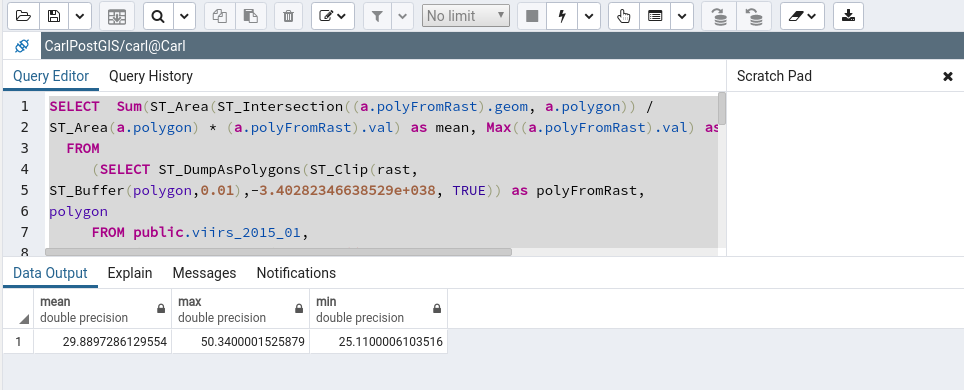 No limit
CarlPostGIS/carl@Carl
Query Editor Query History
Scratch Pad
1 SELECT  Sum(ST_Area(ST_Intersection((a.polyFromRast).geom, a.polygon)) /
2 ST_Area(a.polygon) * (a.polyFromRast).val) as mean, Max((a.polyFromRast).val) as
3   FROM
4      (SELECT ST_DumpAsPolygons(ST_Clip(rast,
5 ST_Buffer(polygon,0.01),-3.40282346638529e+038, TRUE)) as polyFromRast,
6 polygon
7      FROM public.viirs_2015_01,
8
Data Output Explain Messages Notifications
mean max min
double precision double precision double precision
1 29.8897286129554 50.3400001525879 25.1100006103516